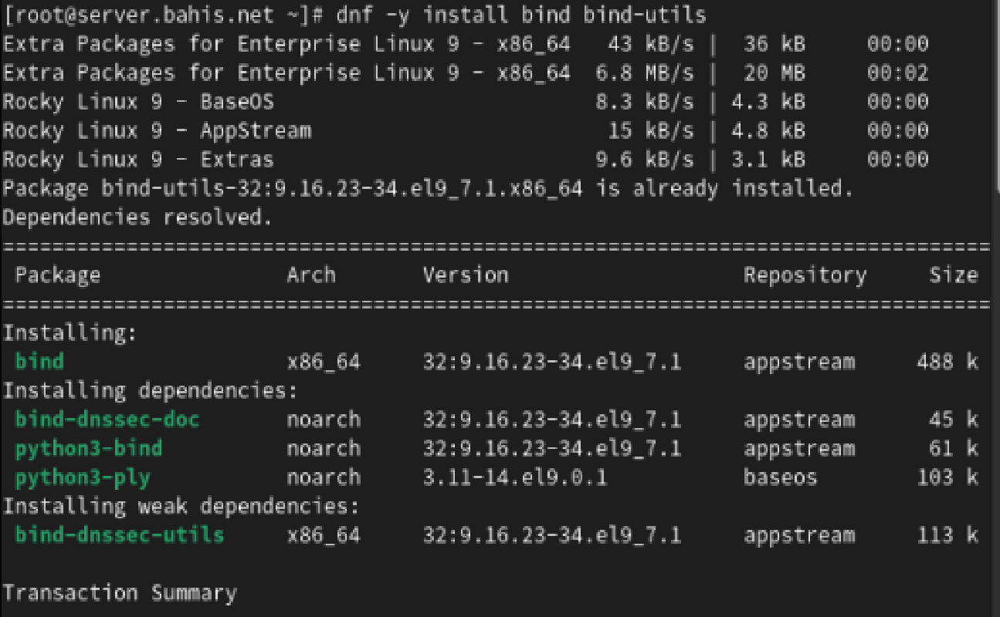 [root@server.bahis.net ~]# dnf -y install bind bind-utils
Extra Packages for Enterprise Linux 9 - x86_64   43 kB/s |  36 kB     00:00
Extra Packages for Enterprise Linux 9 - x86_64  6.8 MB/s |  20 MB     00:02
Rocky Linux 9 - BaseOS                          8.3 kB/s | 4.3 kB     00:00
Rocky Linux 9 - AppStream                        15 kB/s | 4.8 kB     00:00
Rocky Linux 9 - Extras                          9.6 kB/s | 3.1 kB     00:00
Package bind-utils-32:9.16.23-34.el9_7.1.x86_64 is already installed.
Dependencies resolved.
================================================================================
 Package               Arch       Version                   Repository     Size
================================================================================
Installing:
 bind                  x86_64     32:9.16.23-34.el9_7.1     appstream     488 k
Installing dependencies:
 bind-dnssec-doc       noarch     32:9.16.23-34.el9_7.1     appstream      45 k
 python3-bind          noarch     32:9.16.23-34.el9_7.1     appstream      61 k
 python3-ply           noarch     3.11-14.el9.0.1           baseos        103 k
Installing weak dependencies:
 bind-dnssec-utils     x86_64     32:9.16.23-34.el9_7.1     appstream     113 k

Transaction Summary